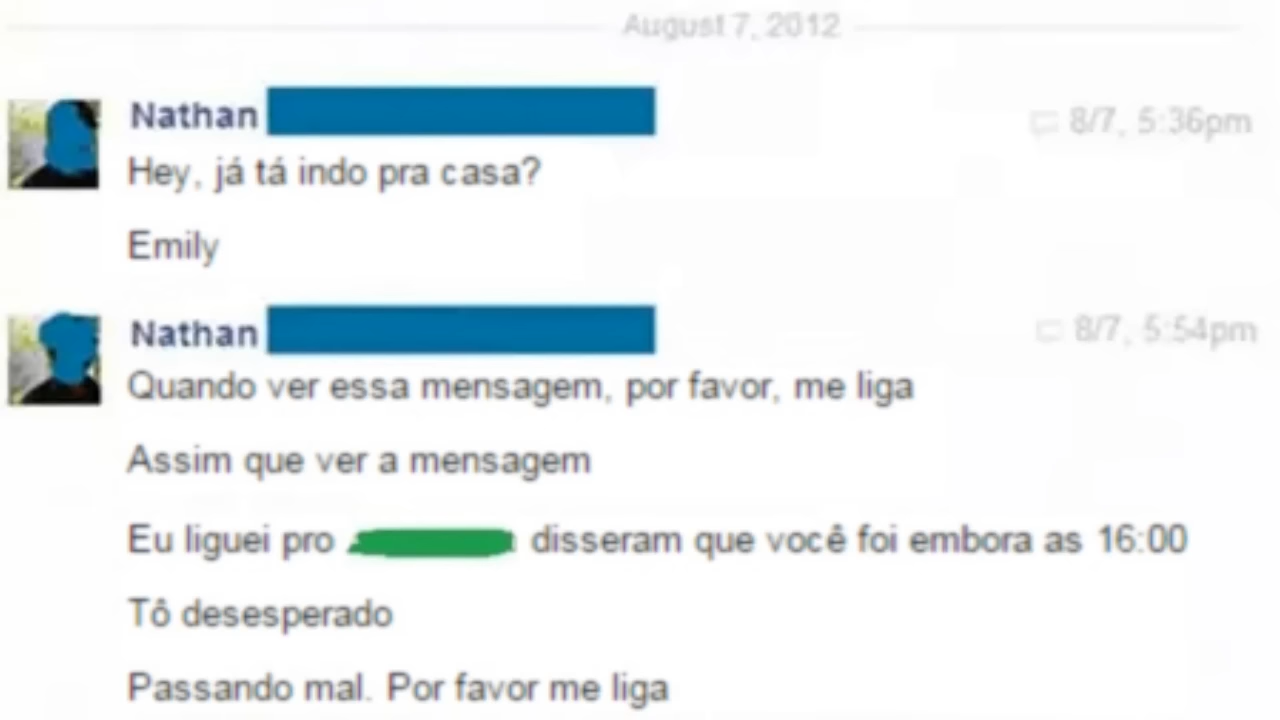 August 7, 2012
Nathan
8/7, 5:36pm
Hey, já tá indo pra casa?
Emily
Nathan
8/7, 5:54pm
Quando ver essa mensagem, por favor, me liga
Assim que ver a mensagem
Eu liguei pro disseram que você foi embora as 16:00
Tô desesperado
Passando mal. Por favor me liga